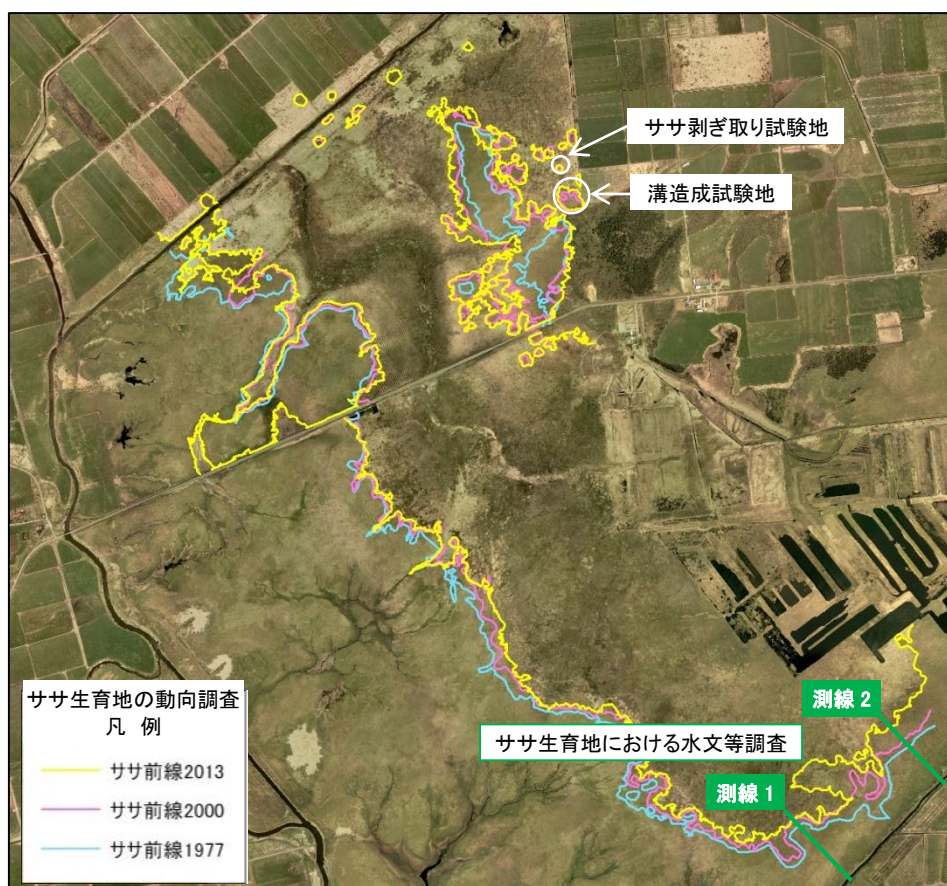 ササ剥ぎ取り試験地
溝造成試験地
測線 2
ササ生育地における水文等調査
測線 1
ササ生育地の動向調査
凡 例
ササ前線2013
ササ前線2000
ササ前線1977